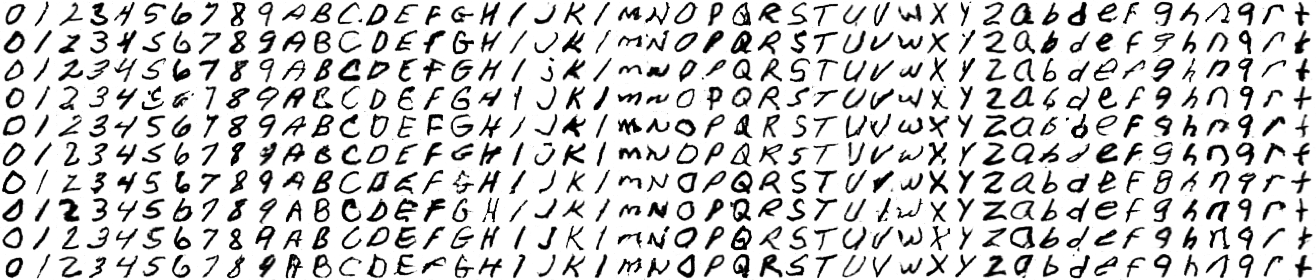 0 1 2 3 4 5 6 7 8 9 A B C D E F G H I J K l m N O P Q R S T U V W X Y Z a b d e f g h n q r t
0 1 2 3 4 5 6 7 8 9 A B C D E F G H I J K l m N O P Q R S T U V W X Y Z a b d e f g h n q r t
0 1 2 3 4 5 6 7 8 9 A B C D E F G H I j K l m N O P Q R S T U V W X Y Z a b d e f g h n q r t
0 1 2 3 4 5 6 7 8 9 A B C D E F G H I J K l m N O P Q R S T U V W X Y Z a b d e f g h n q r t
0 1 2 3 4 5 6 7 8 9 A B C D E F G H I J K l m N O P Q R S T U V W X Y Z a b d e f g h n q r t
0 1 2 3 4 5 6 7 8 9 A B C D E F G H I J K l m N O P Q R S T U V W X Y Z a b d e f g h n q r t
0 1 2 3 4 5 6 7 8 9 A B C D E F G H I J K l m N O P Q R S T U V W X Y Z a b d e f g h n q r t
0 1 2 3 4 5 6 7 8 9 A B C D E F G H I J K l m N O P Q R S T U V W X Y Z a b d e f g h n q r t
0 1 2 3 4 5 6 7 8 9 A B C D E F G H I J K l m N O P Q R S T U V W X Y Z a b d e f g h n q r t
0 1 2 3 4 5 6 7 8 9 A B C D E F G H I J K l m N O P Q R S T U V W X Y Z a b d e f g h n q r t